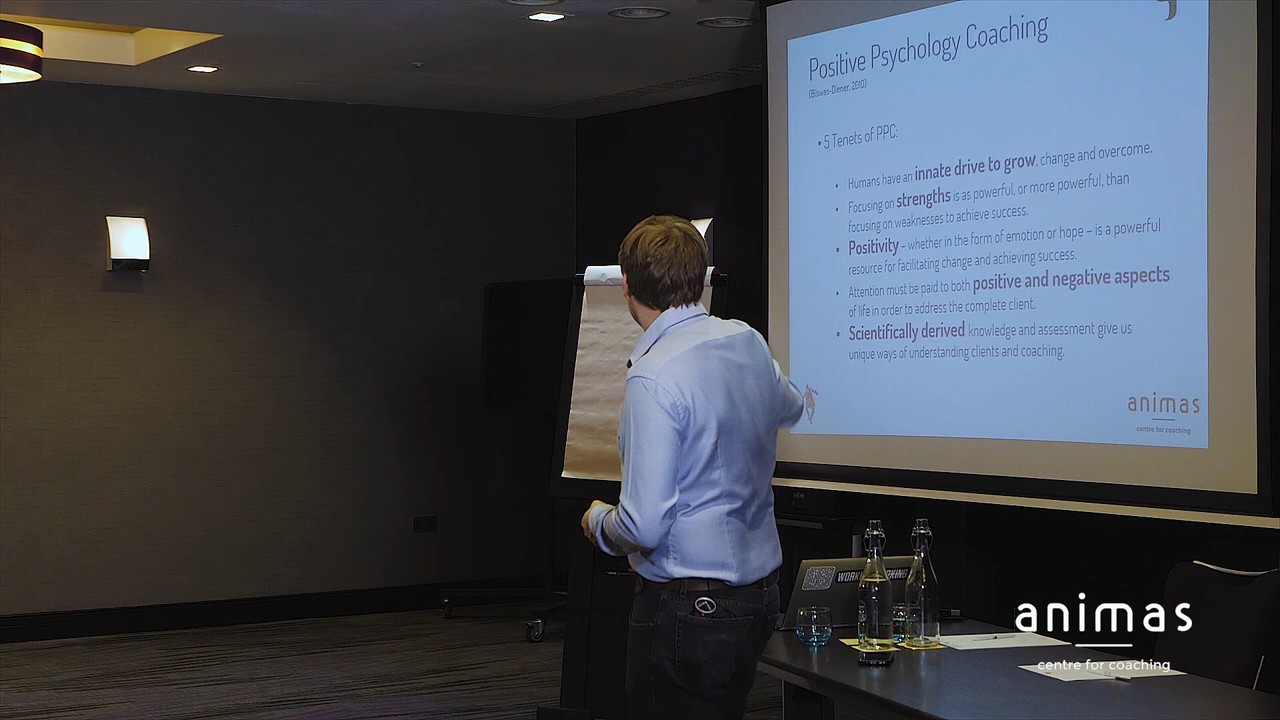 Positive Psychology Coaching
(Biswas-Diener, 2010)
• 5 Tenets of PPC:
• Humans have an innate drive to grow, change and overcome.
• Focusing on strengths is as powerful, or more powerful, than
focusing on weaknesses to achieve success.
• Positivity – whether in the form of emotion or hope – is a powerful
resource for facilitating change and achieving success.
• Attention must be paid to both positive and negative aspects
of life in order to address the complete client.
• Scientifically derived knowledge and assessment give us
unique ways of understanding clients and coaching.
animas
centre for coaching
animas
centre for coaching